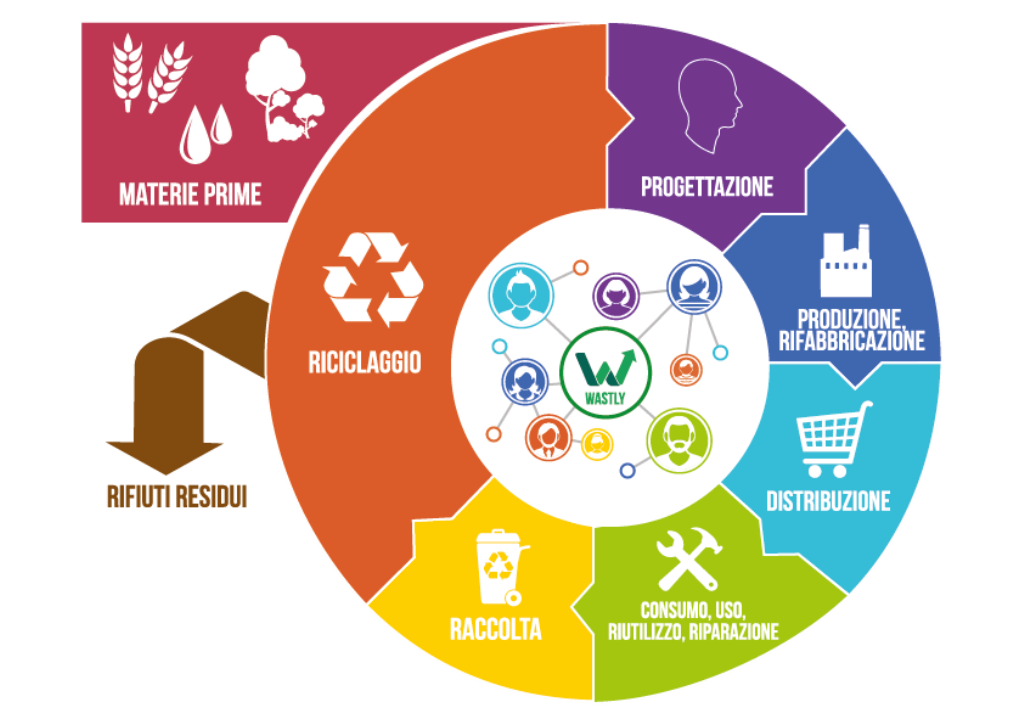 MATERIE PRIME
PROGETTAZIONE
PRODUZIONE,
RIFABBRICAZIONE
RICICLAGGIO
WASTLY
DISTRIBUZIONE
RIFIUTI RESIDUI
CONSUMO, USO,
RIUTILIZZO, RIPARAZIONE
RACCOLTA